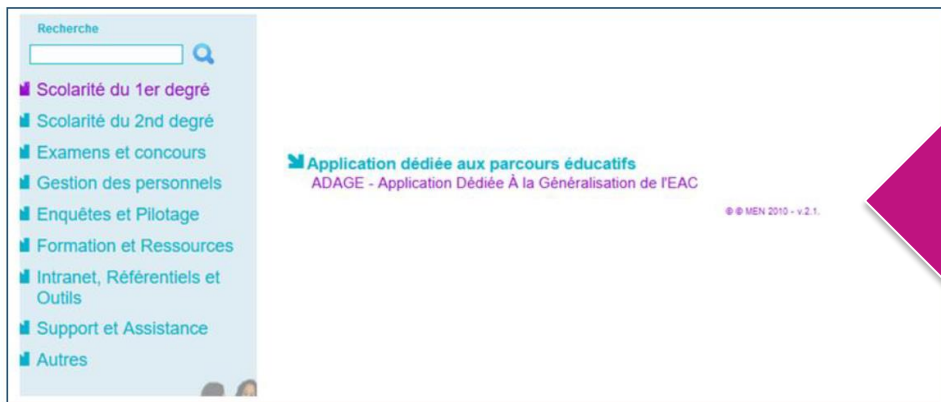 Recherche
Scolarité du 1er degré
Scolarité du 2nd degré
Examens et concours
Gestion des personnels
Enquêtes et Pilotage
Formation et Ressources
Intranet, Référentiels et
Outils
Support et Assistance
Autres
Application dédiée aux parcours éducatifs
ADAGE - Application Dédiée À la Généralisation de l'EAC
© © MEN 2010 - v.2.1.